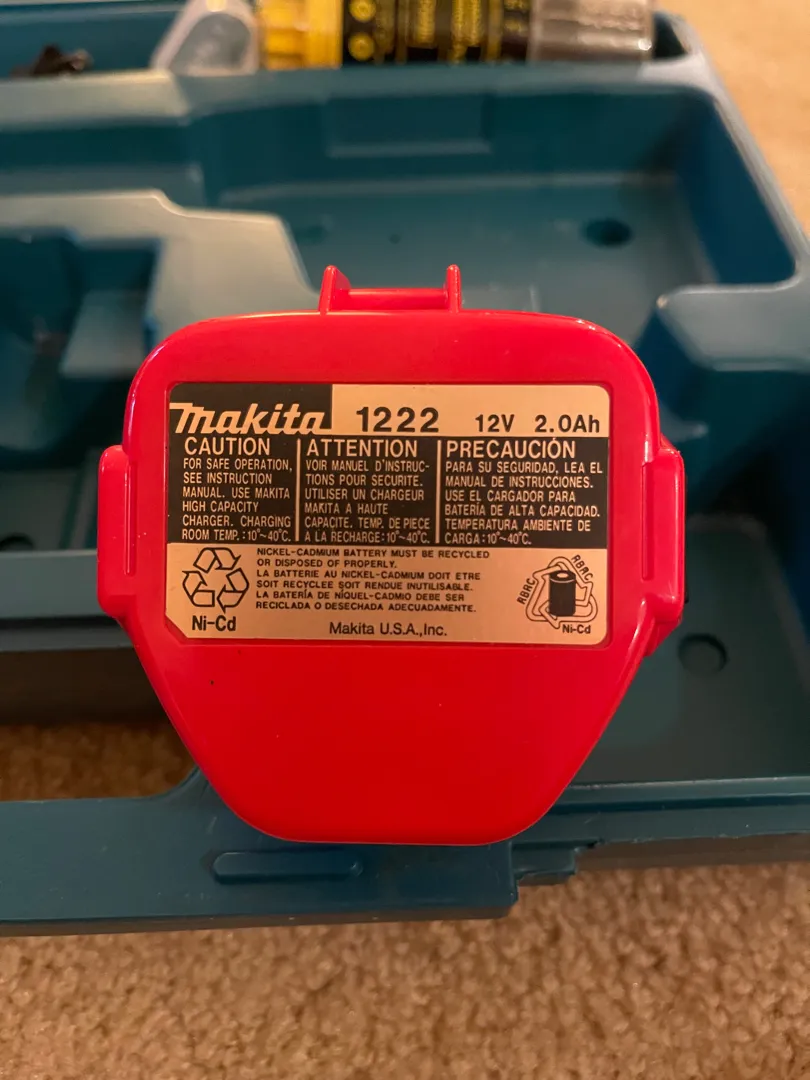 makita 1222 12V 2.0Ah
CAUTION
FOR SAFE OPERATION,
SEE INSTRUCTION
MANUAL. USE MAKITA
HIGH CAPACITY
CHARGER. CHARGING
ROOM TEMP.:10°~40°C.
ATTENTION
VOIR MANUEL D'INSTRUC-
TIONS POUR SECURITE.
UTILISER UN CHARGEUR
MAKITA A HAUTE
CAPACITE. TEMP. DE PIECE
A LA RECHARGE:10°~40°C.
PRECAUCIÓN
PARA SU SEGURIDAD, LEA EL
MANUAL DE INSTRUCCIONES.
USE EL CARGADOR PARA
BATERÍA DE ALTA CAPACIDAD.
TEMPERATURA AMBIENTE DE
CARGA:10°~40°C.
NICKEL-CADMIUM BATTERY MUST BE RECYCLED
OR DISPOSED OF PROPERLY.
LA BATTERIE AU NICKEL-CADMIUM DOIT ETRE
SOIT RECYCLEE SOIT RENDUE INUTILISABLE.
LA BATERÍA DE NÍQUEL-CADMIO DEBE SER
RECICLADA O DESECHADA ADECUADAMENTE.
Ni-Cd
Makita U.S.A.,Inc.
RBRC
RBRC
Ni-Cd